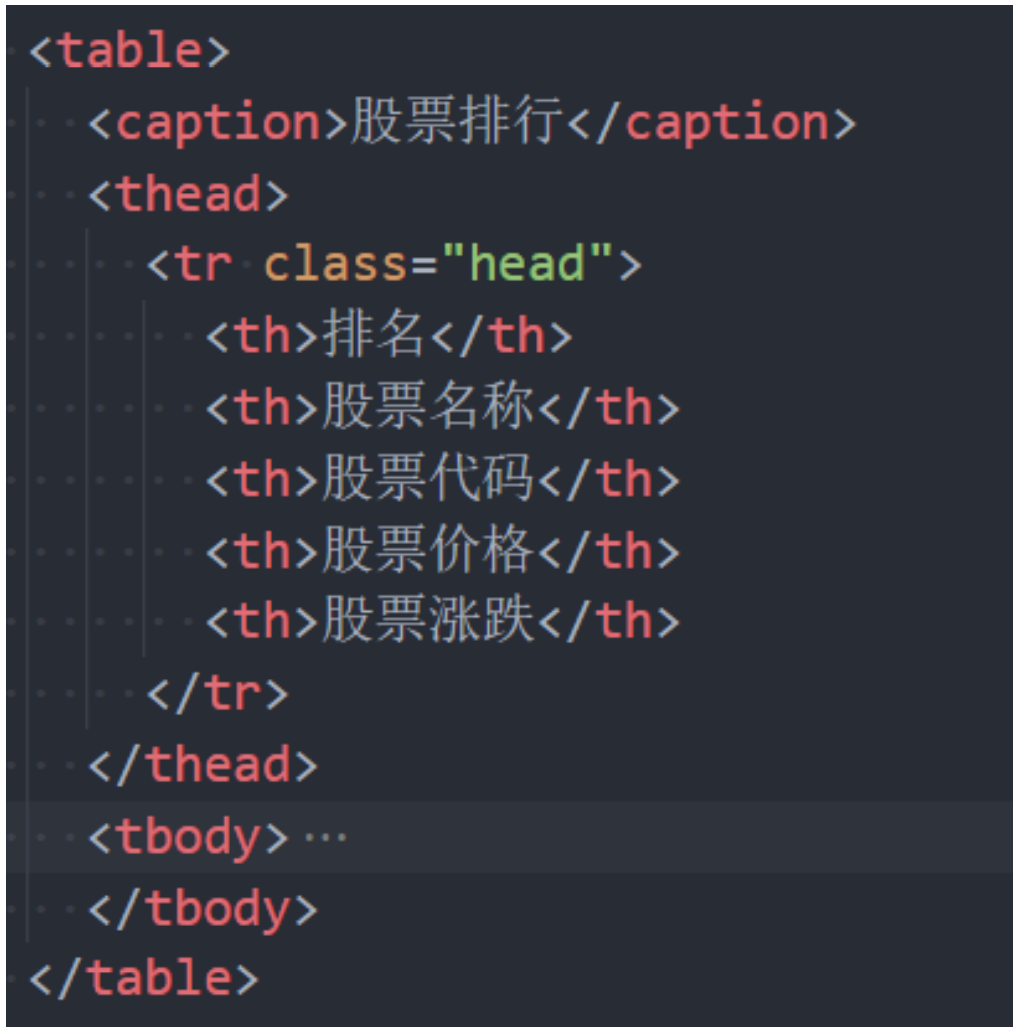 <table>
<caption>股票排行</caption>
<thead>
<tr class="head">
<th>排名</th>
<th>股票名称</th>
<th>股票代码</th>
<th>股票价格</th>
<th>股票涨跌</th>
</tr>
</thead>
<tbody>…
</tbody>
</table>